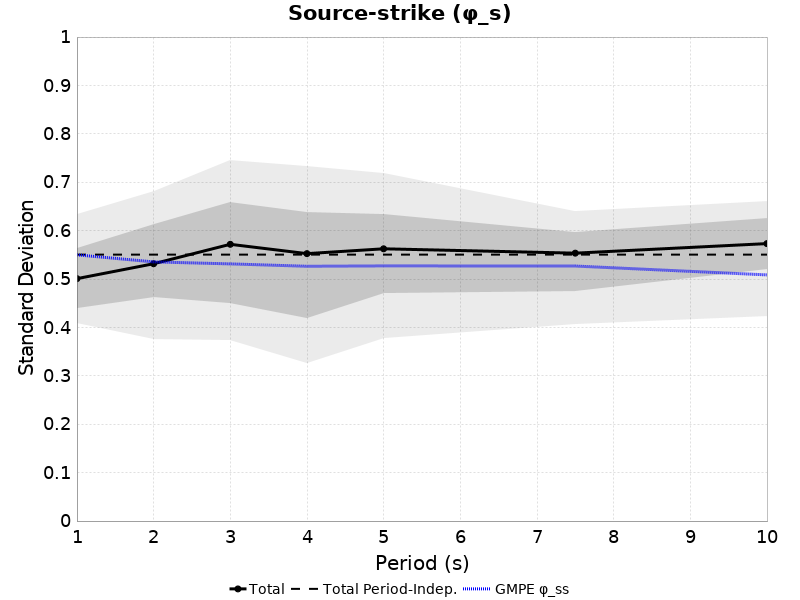 Source-strike (φ_s)
1
0.9
0.8
0.7
0.6
0.5
0.4
0.3
0.2
0.1
0
Standard Deviation
1 2 3 4 5 6 7 8 9 10
Period (s)
Total Total Period-Indep. GMPE φ_ss